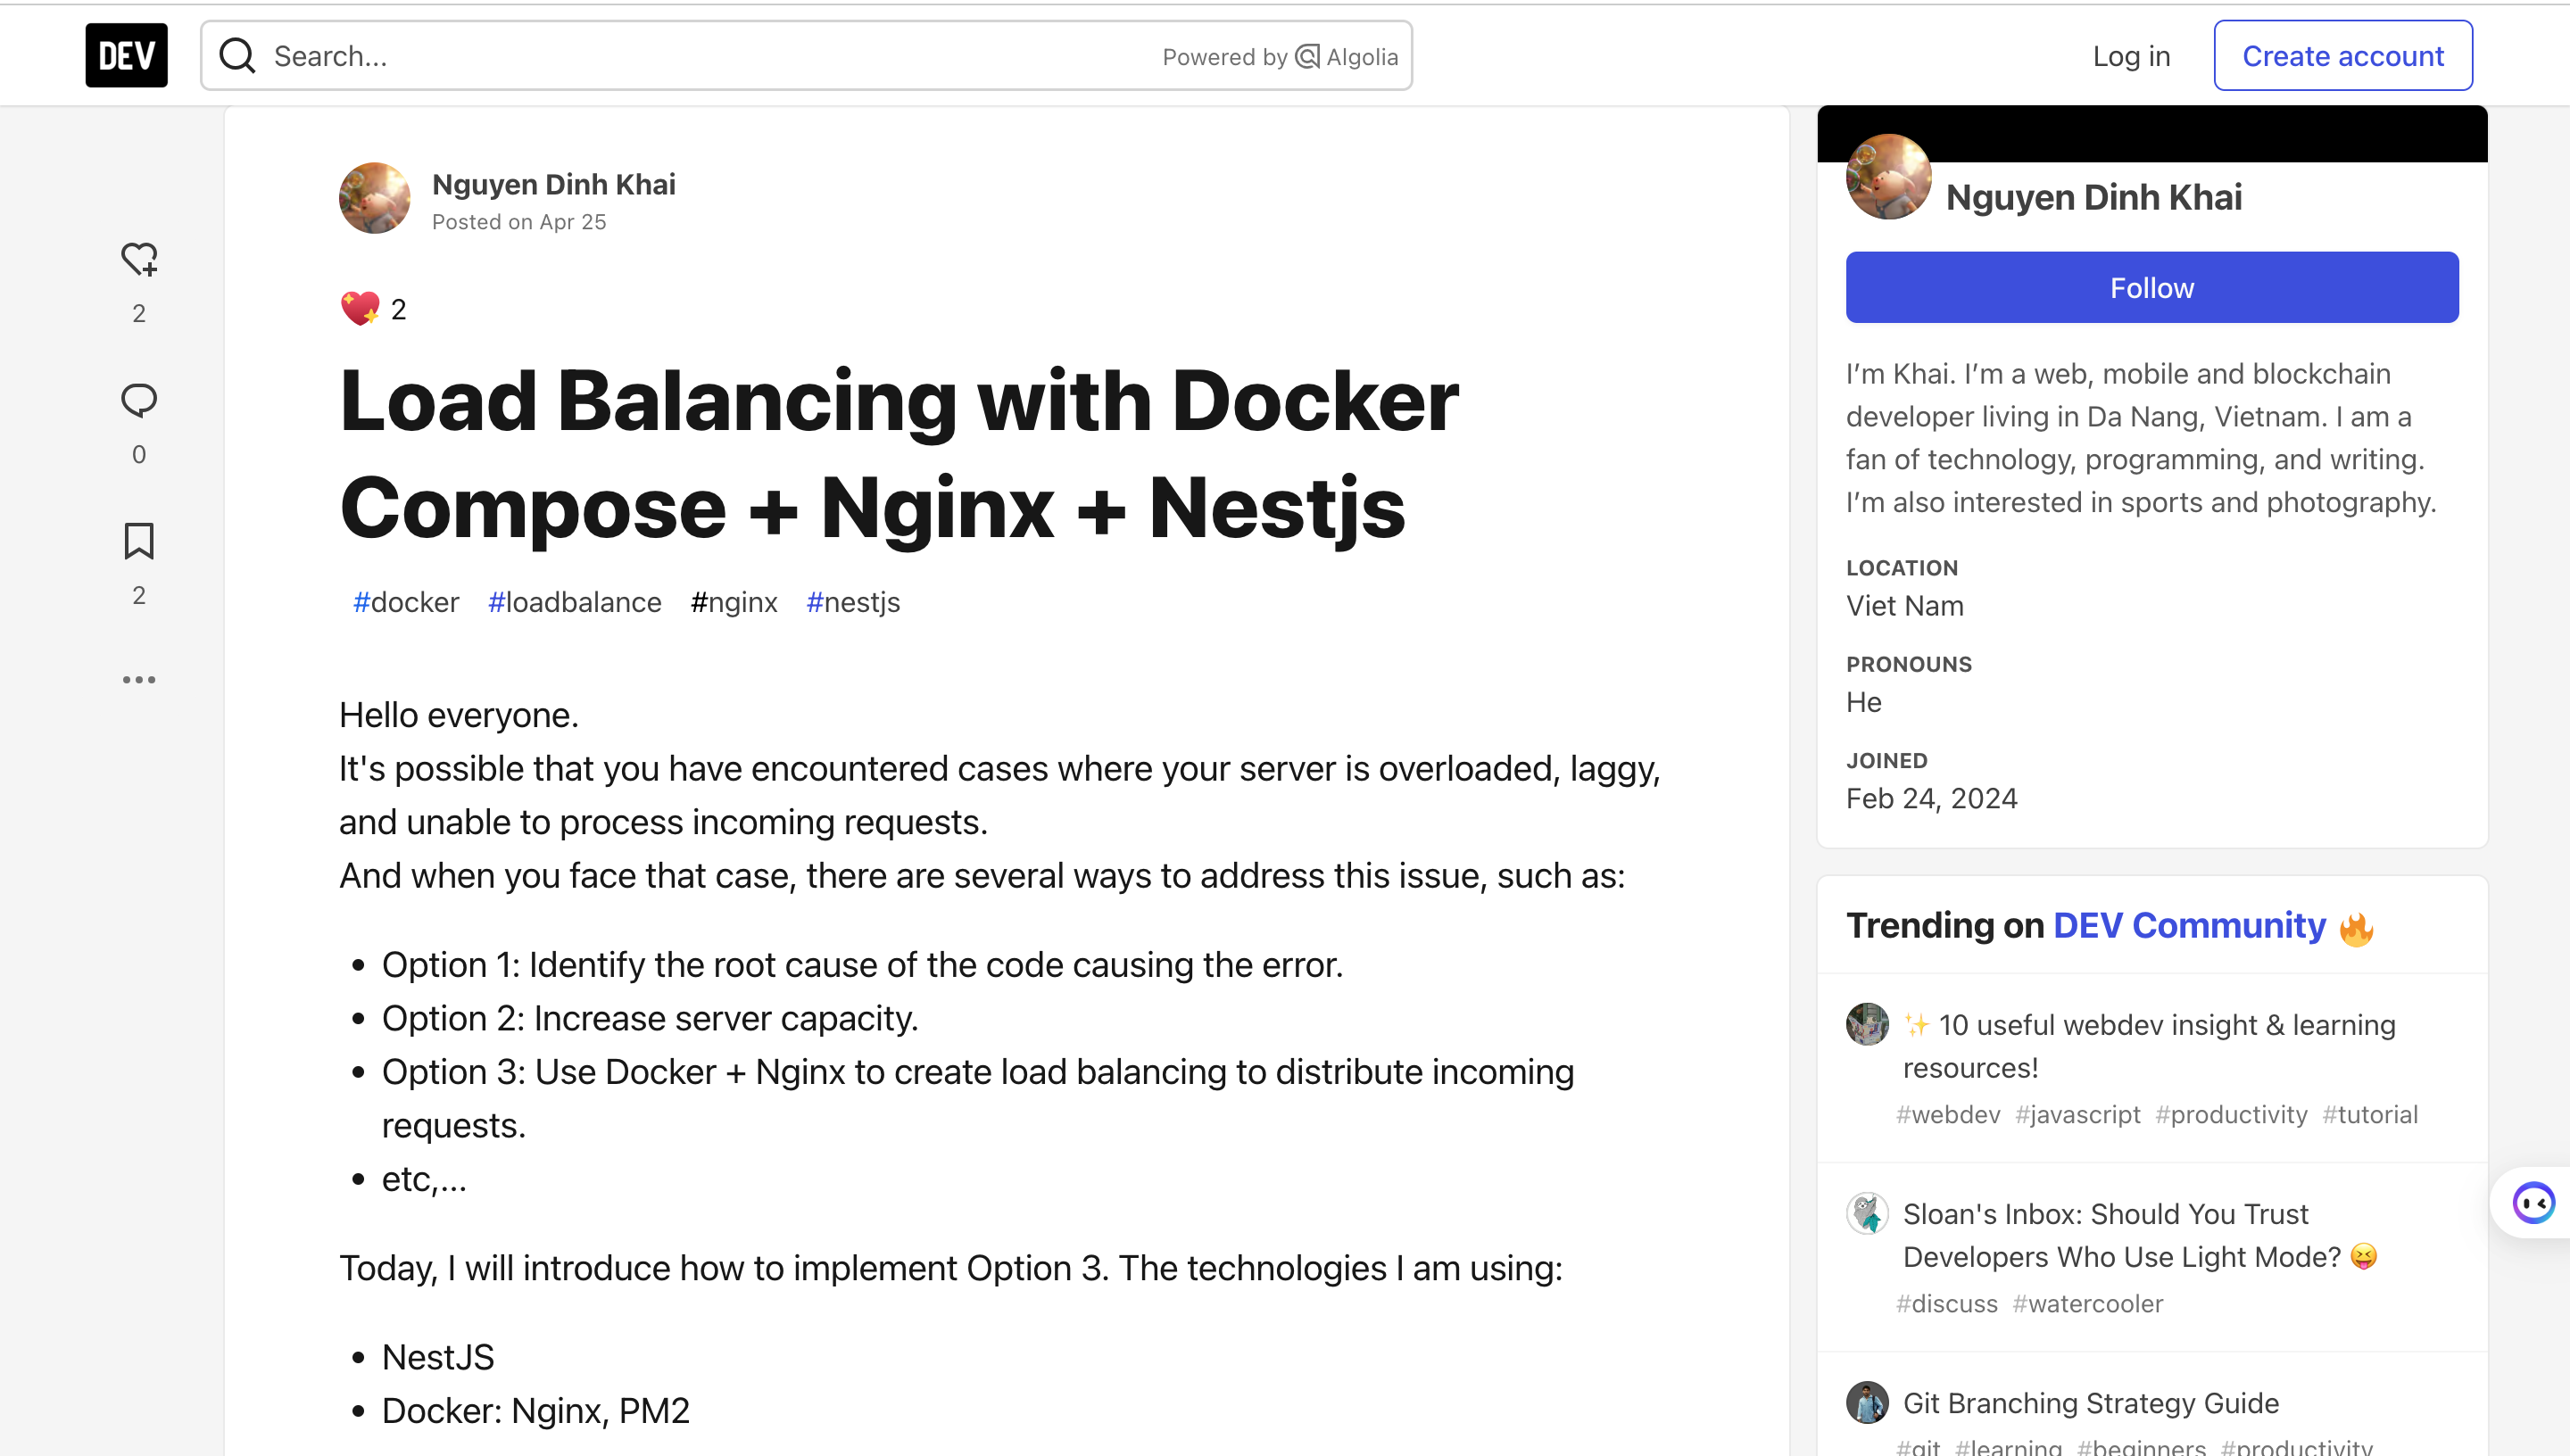 DEV
Search...
Powered by Algolia
Log in
Create account
Nguyen Dinh Khai
Posted on Apr 25
2
Load Balancing with Docker
Compose + Nginx + Nestjs
#docker #loadbalance #nginx #nestjs
2
0
2
Hello everyone.
It's possible that you have encountered cases where your server is overloaded, laggy,
and unable to process incoming requests.
And when you face that case, there are several ways to address this issue, such as:
• Option 1: Identify the root cause of the code causing the error.
• Option 2: Increase server capacity.
• Option 3: Use Docker + Nginx to create load balancing to distribute incoming
requests.
• etc,...
Today, I will introduce how to implement Option 3. The technologies I am using:
• NestJS
• Docker: Nginx, PM2
Nguyen Dinh Khai
Follow
I’m Khai. I’m a web, mobile and blockchain
developer living in Da Nang, Vietnam. I am a
fan of technology, programming, and writing.
I’m also interested in sports and photography.
LOCATION
Viet Nam
PRONOUNS
He
JOINED
Feb 24, 2024
Trending on DEV Community 🔥
✨ 10 useful webdev insight & learning
resources!
#webdev #javascript #productivity #tutorial
Sloan's Inbox: Should You Trust
Developers Who Use Light Mode? 😝
#discuss #watercooler
Git Branching Strategy Guide
#git #learning #beginners #productivity